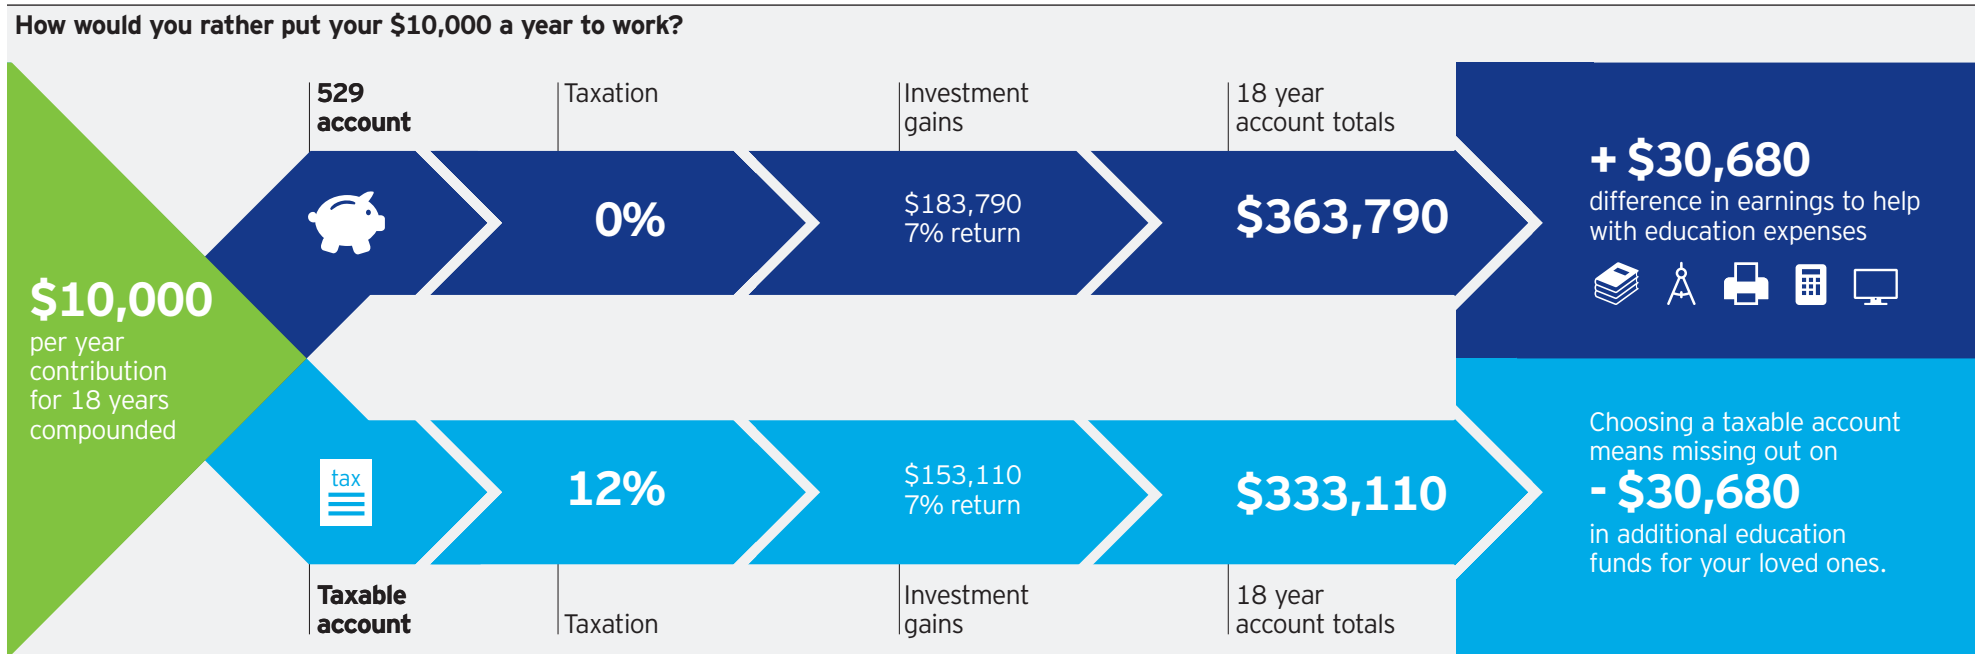 How would you rather put your $10,000 a year to work?
$10,000
per year
contribution
for 18 years
compounded
529
account
Taxation
Investment
gains
18 year
account totals
0%
$183,790
7% return
$363,790
+ $30,680
difference in earnings to help
with education expenses
tax
12%
$153,110
7% return
$333,110
Choosing a taxable account
means missing out on
- $30,680
in additional education
funds for your loved ones.
Taxable
account
Taxation
Investment
gains
18 year
account totals